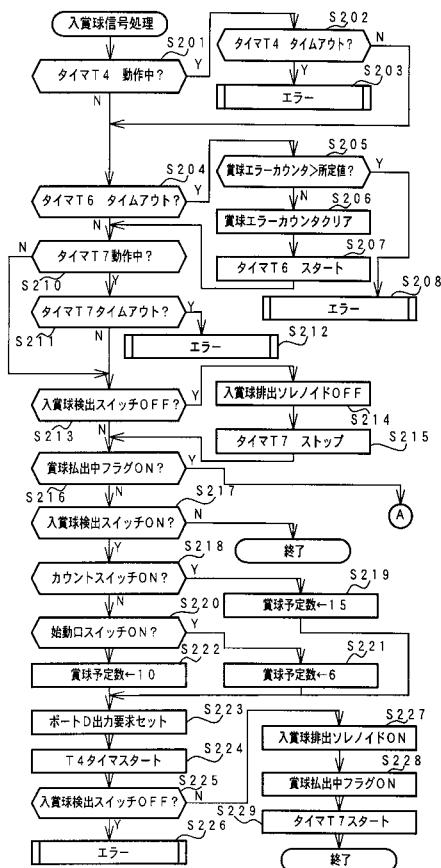 入賞球信号処理
S201
タイマT4 動作中?
Y
N
S202
タイマT4 タイムアウト?
N
Y
S203
エラー
S204
タイマT6 タイムアウト?
Y
N
S205
賞球エラーカウンタ>所定値?
Y
N
S206
賞球エラーカウンタクリア
S207
タイマT6 スタート
S208
エラー
N
タイマT7動作中?
S210
Y
タイマT7タイムアウト?
Y
S211
N
S212
エラー
入賞球検出スイッチOFF?
Y
S213
N
入賞球排出ソレノイドOFF
S214
タイマT7 ストップ
S215
賞球払出中フラグON?
Y
S216
N
A
S217
入賞球検出スイッチON?
N
Y
終了
S218
カウントスイッチON?
Y
N
S219
賞球予定数←15
S220
始動口スイッチON?
Y
N
S221
賞球予定数←6
S222
賞球予定数←10
ポートD出力要求セット
S223
T4タイマスタート
S224
S225
入賞球検出スイッチOFF?
N
Y
S226
エラー
S227
入賞球排出ソレノイドON
S228
賞球払出中フラグON
S229
タイマT7スタート
終了